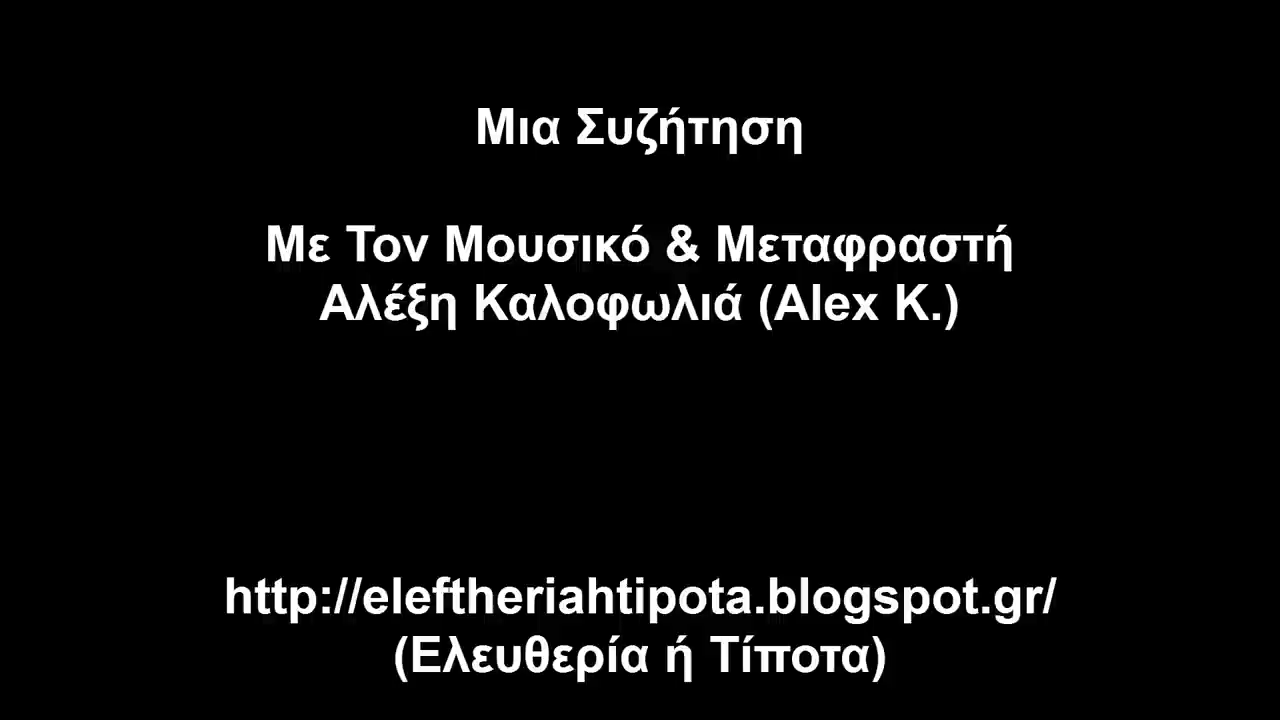 Μια Συζήτηση
Με Τον Μουσικό & Μεταφραστή
Αλέξη Καλοφωλιά (Alex K.)
http://eleftheriahtipota.blogspot.gr/
(Ελευθερία ή Τίποτα)